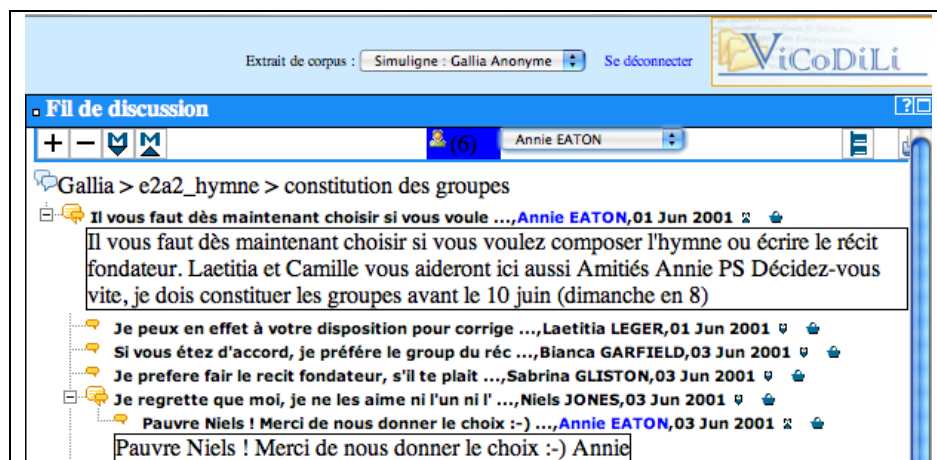 Extrait de corpus : Simuligne : Gallia Anonyme Se déconnecter ViCoDiLi
Fil de discussion ?
+ − (6) Annie EATON
Gallia > e2a2_hymne > constitution des groupes
Il vous faut dès maintenant choisir si vous voule ...,Annie EATON,01 Jun 2001
Il vous faut dès maintenant choisir si vous voulez composer l'hymne ou écrire le récit
fondateur. Laetitia et Camille vous aideront ici aussi Amitiés Annie PS Décidez-vous
vite, je dois constituer les groupes avant le 10 juin (dimanche en 8)
Je peux en effet à votre disposition pour corrige ...,Laetitia LEGER,01 Jun 2001
Si vous étez d'accord, je préfére le group du réc ...,Bianca GARFIELD,03 Jun 2001
Je prefere fair le recit fondateur, s'il te plait ...,Sabrina GLISTON,03 Jun 2001
Je regrette que moi, je ne les aime ni l'un ni l' ...,Niels JONES,03 Jun 2001
Pauvre Niels ! Merci de nous donner le choix :-) ...,Annie EATON,03 Jun 2001
Pauvre Niels ! Merci de nous donner le choix :-) Annie